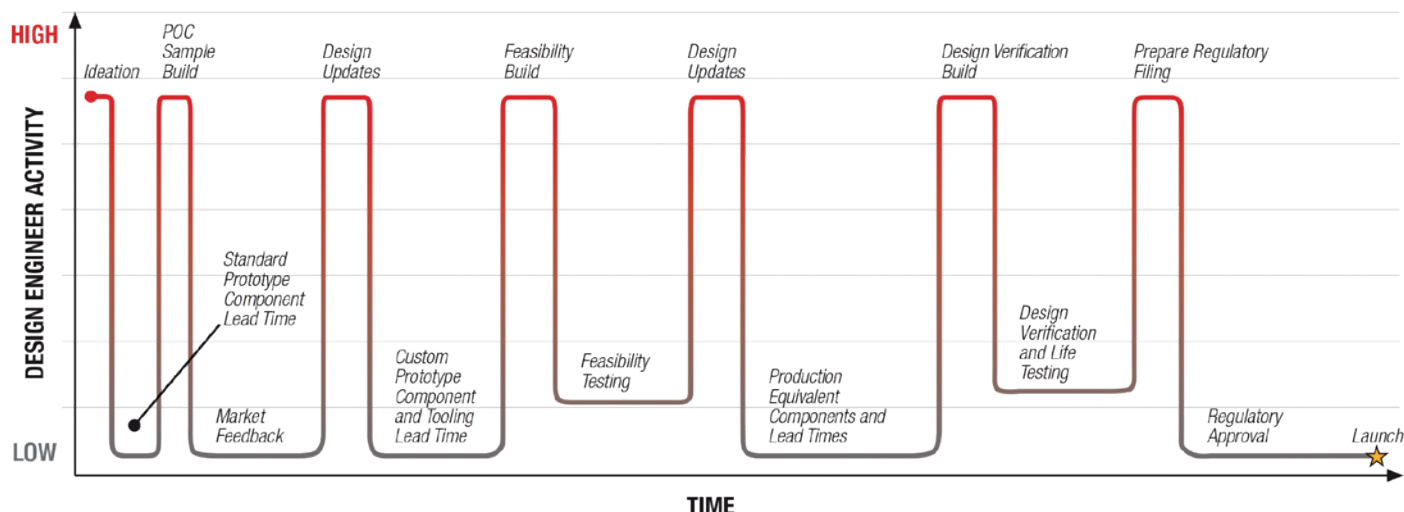 HIGH
POC
Sample
Build
Ideation
Design
Updates
Feasibility
Build
Design
Updates
Design Verification
Build
Prepare Regulatory
Filing
DESIGN ENGINEER ACTIVITY
Standard
Prototype
Component
Lead Time
Market
Feedback
Custom
Prototype
Component
and Tooling
Lead Time
Feasibility
Testing
Production
Equivalent
Components and
Lead Times
Design
Verification
and Life
Testing
Regulatory
Approval
Launch
LOW
TIME